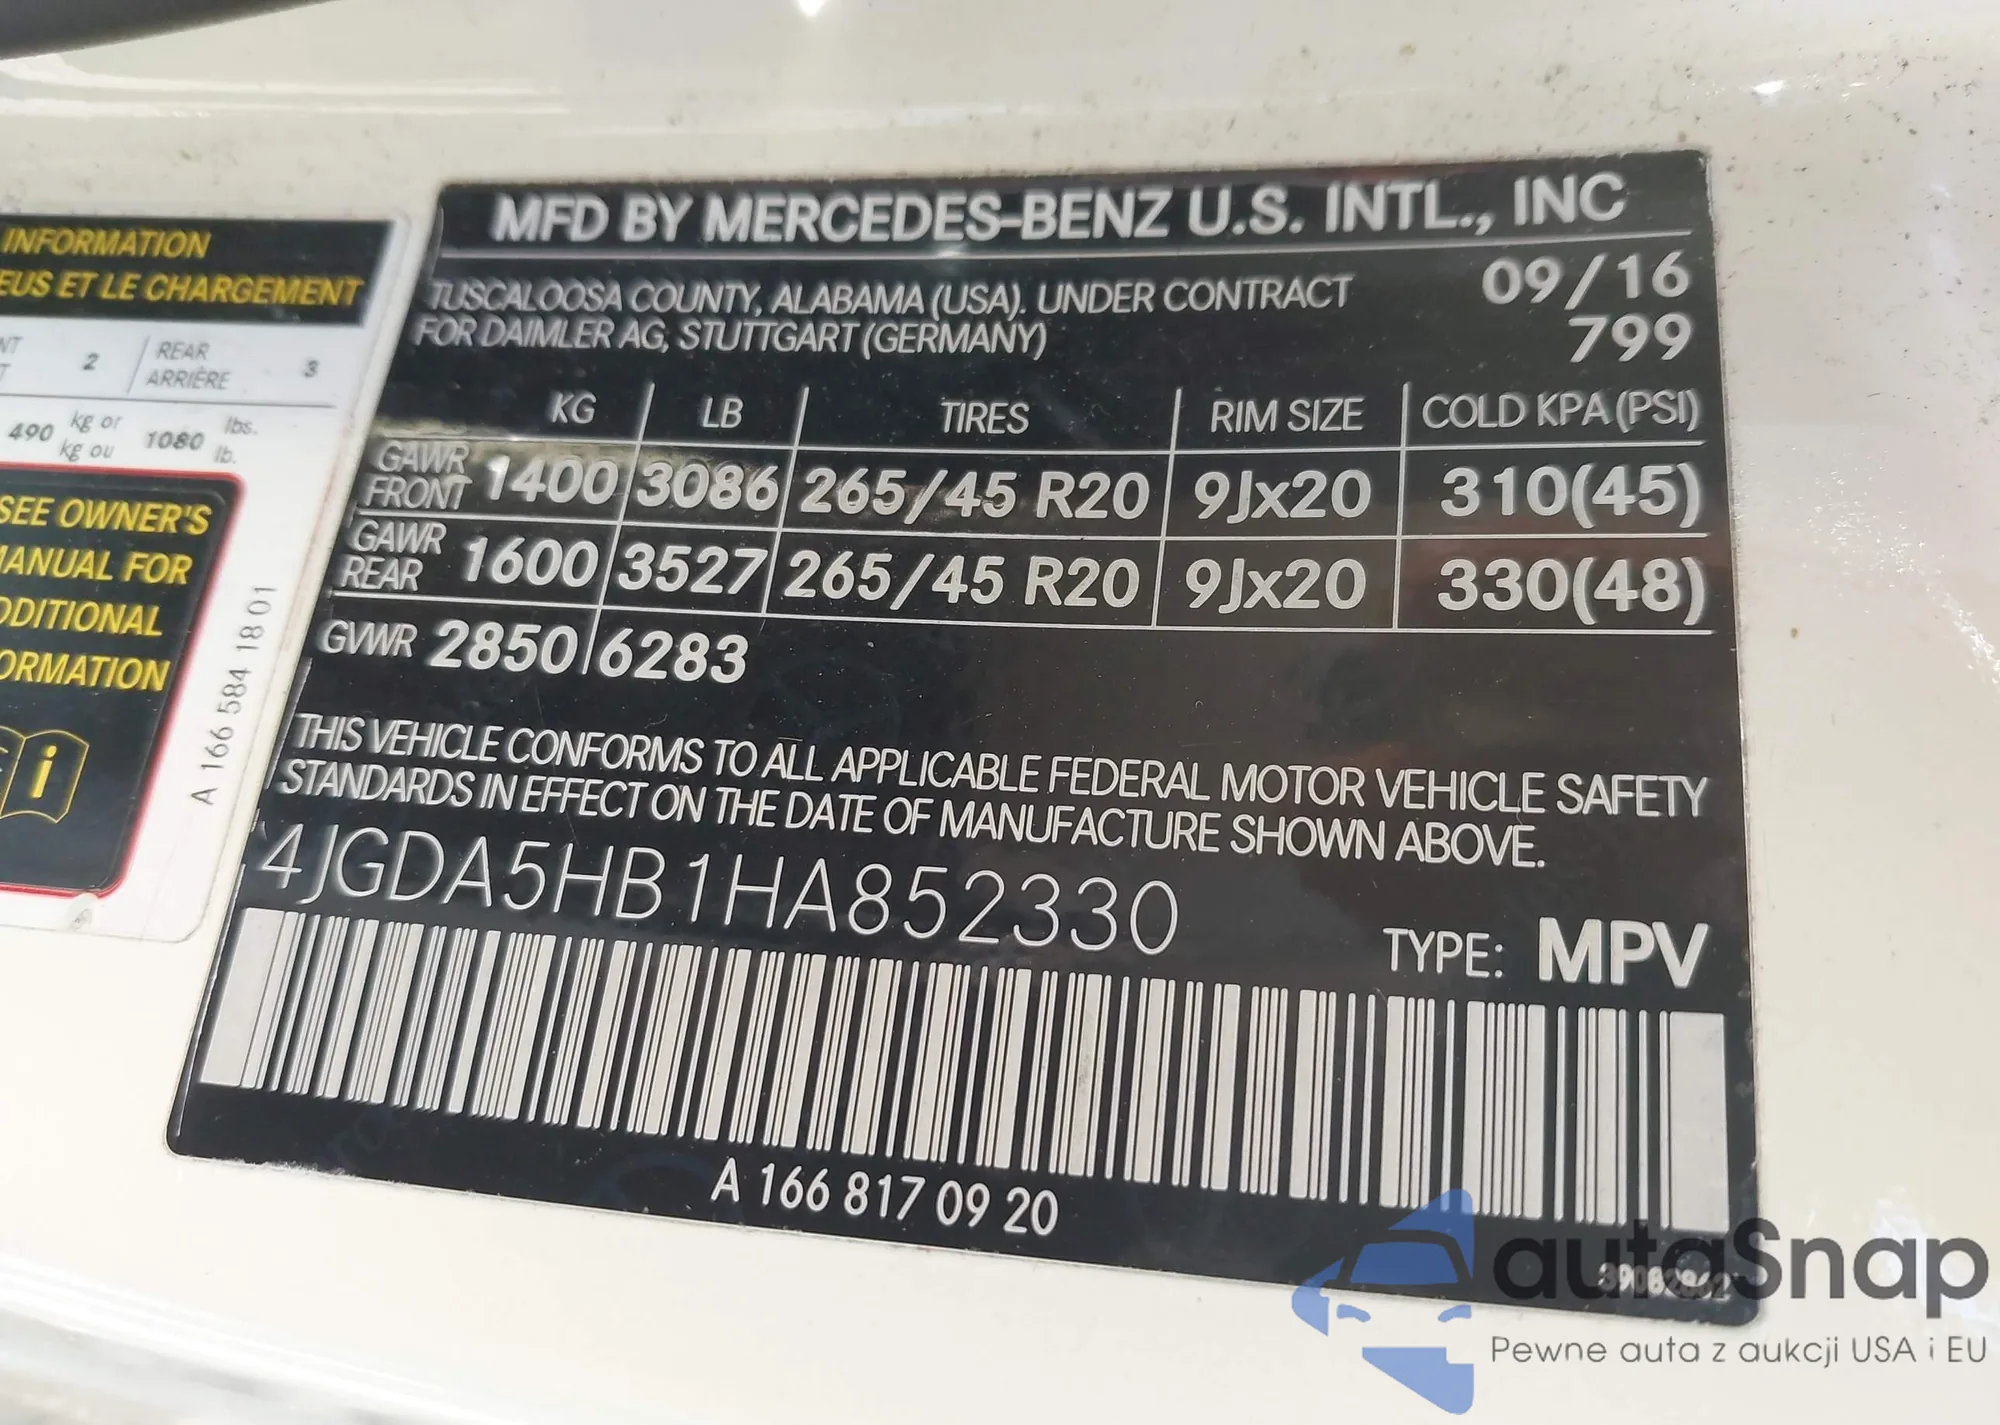 INFORMATION
EUS ET LE CHARGEMENT
NT 2 REAR 3
T ARRIÈRE
490 kg or 1080 lbs.
kg ou lb.
SEE OWNER'S
MANUAL FOR
DDITIONAL
ORMATION
i
A 166 584 18 01
MFD BY MERCEDES-BENZ U.S. INTL., INC
TUSCALOOSA COUNTY, ALABAMA (USA). UNDER CONTRACT 09/16
FOR DAIMLER AG, STUTTGART (GERMANY) 799
KG LB TIRES RIM SIZE COLD KPA (PSI)
GAWR FRONT 1400 3086 265/45 R20 9Jx20 310(45)
GAWR REAR 1600 3527 265/45 R20 9Jx20 330(48)
GVWR 2850 6283
THIS VEHICLE CONFORMS TO ALL APPLICABLE FEDERAL MOTOR VEHICLE SAFETY
STANDARDS IN EFFECT ON THE DATE OF MANUFACTURE SHOWN ABOVE.
4JGDA5HB1HA852330
TYPE: MPV
A 166 817 09 20
autaSnap
Pewne auta z aukcji USA i EU